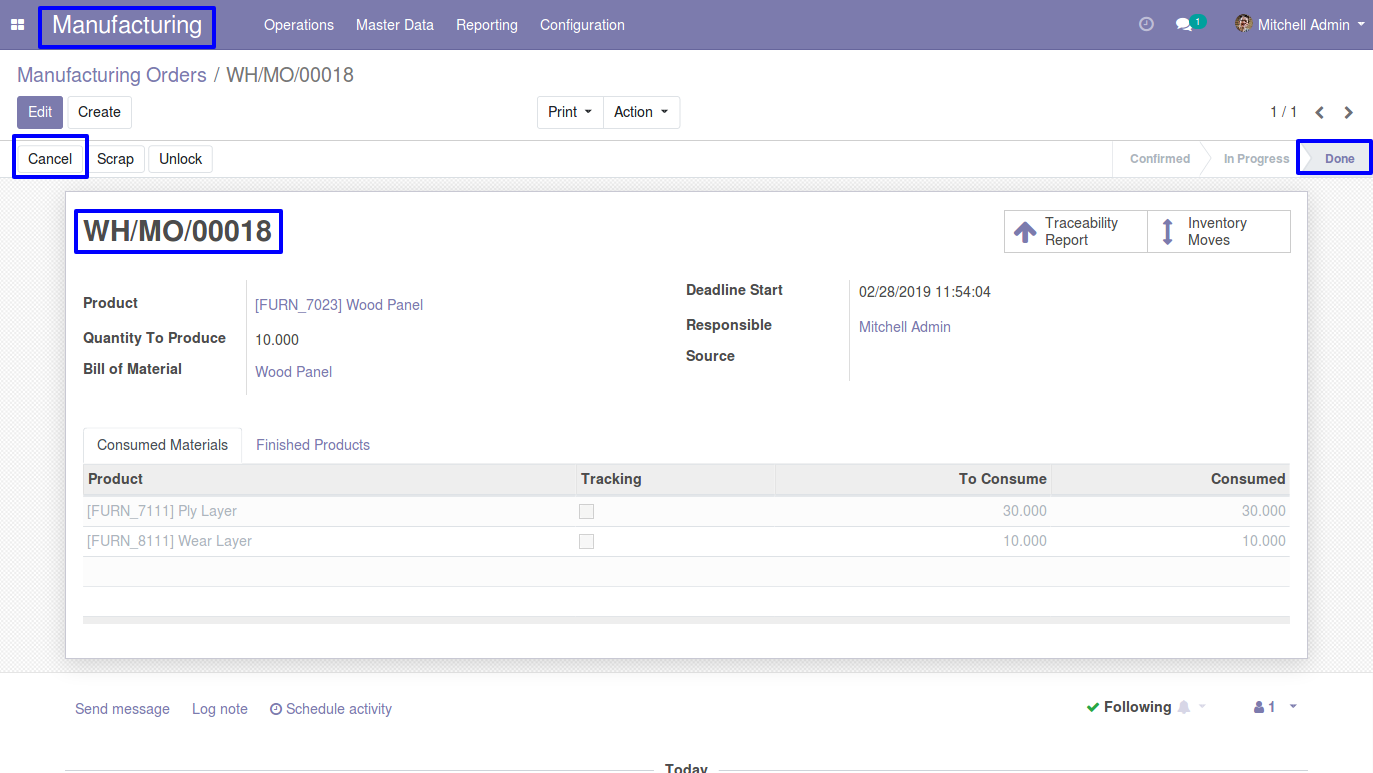 Manufacturing Operations Master Data Reporting Configuration 1 Mitchell Admin
Manufacturing Orders / WH/MO/00018
Edit Create Print Action 1 / 1
Cancel Scrap Unlock Confirmed In Progress Done
WH/MO/00018
Traceability Report
Inventory Moves
Product [FURN_7023] Wood Panel
Quantity To Produce 10.000
Bill of Material Wood Panel
Deadline Start 02/28/2019 11:54:04
Responsible Mitchell Admin
Source
Consumed Materials Finished Products
Product Tracking To Consume Consumed
[FURN_7111] Ply Layer 30.000 30.000
[FURN_8111] Wear Layer 10.000 10.000
Send message Log note Schedule activity Following 1
Today